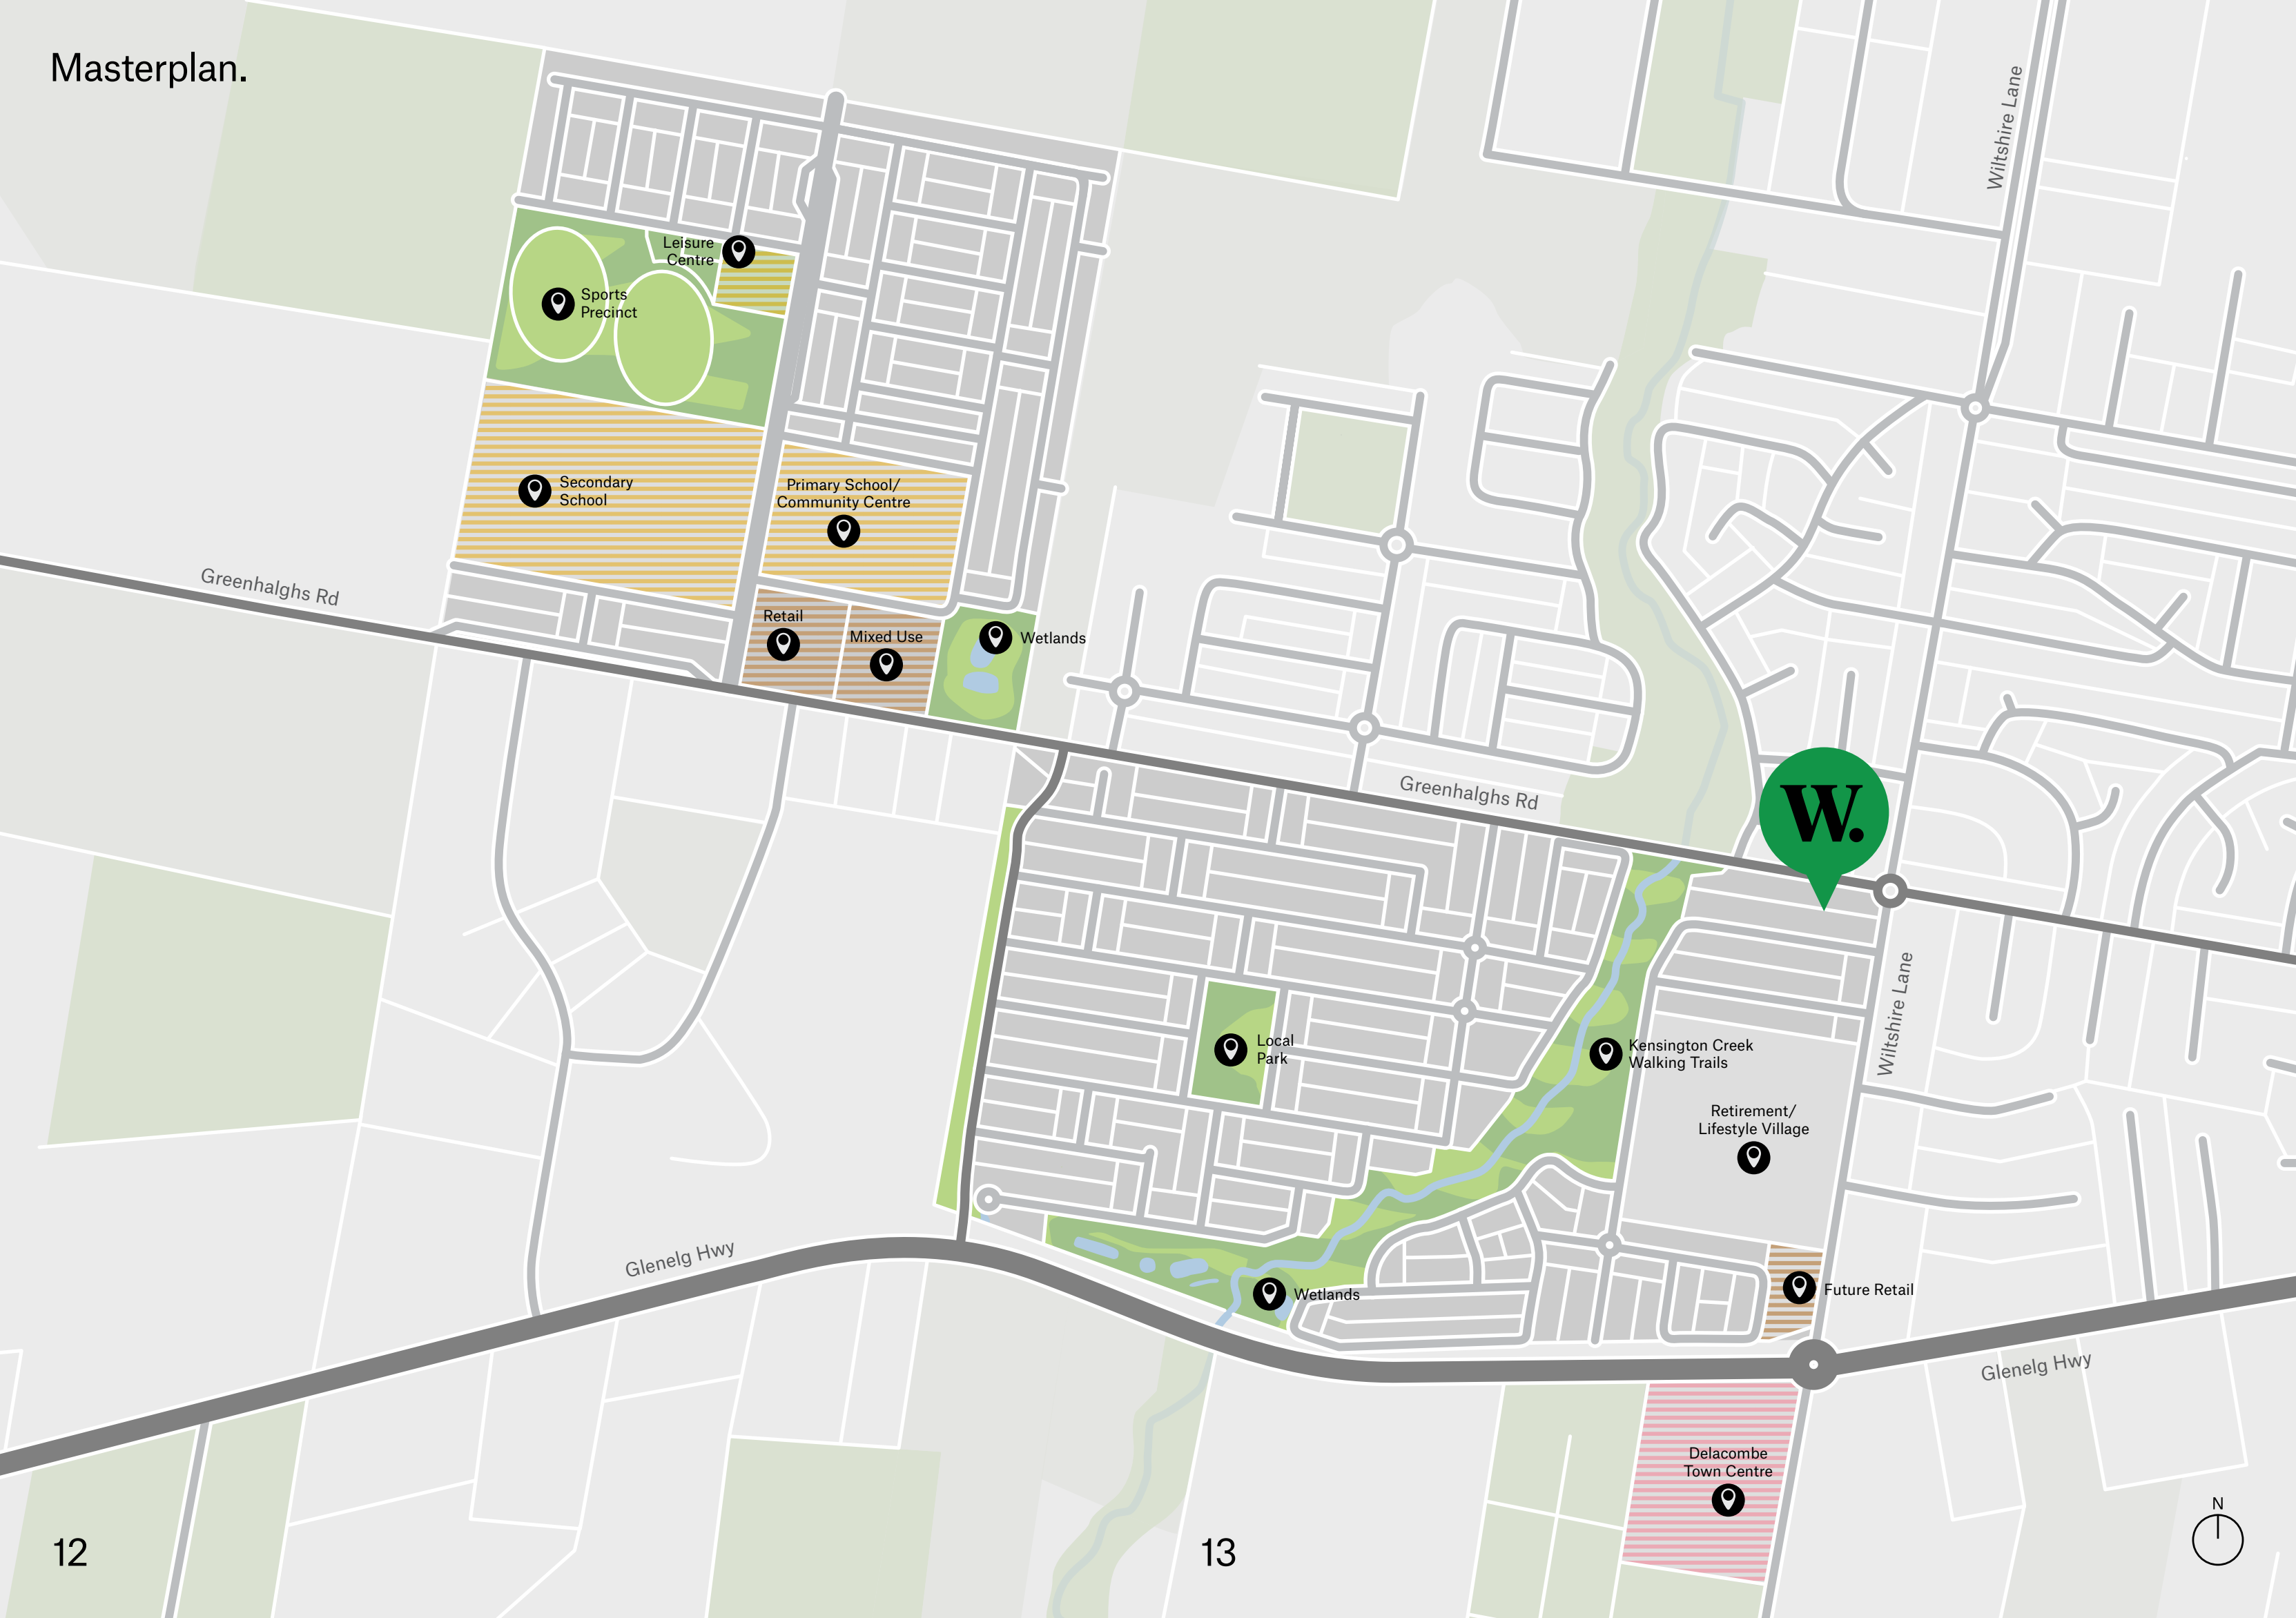 Masterplan.
Wiltshire Lane
Leisure
Centre
Sports
Precinct
Secondary
School
Primary School/
Community Centre
Greenhalghs Rd
Retail
Mixed Use
Wetlands
Greenhalghs Rd
W.
Wiltshire Lane
Local
Park
Kensington Creek
Walking Trails
Retirement/
Lifestyle Village
Glenelg Hwy
Wetlands
Future Retail
Glenelg Hwy
Delacombe
Town Centre
N
12
13